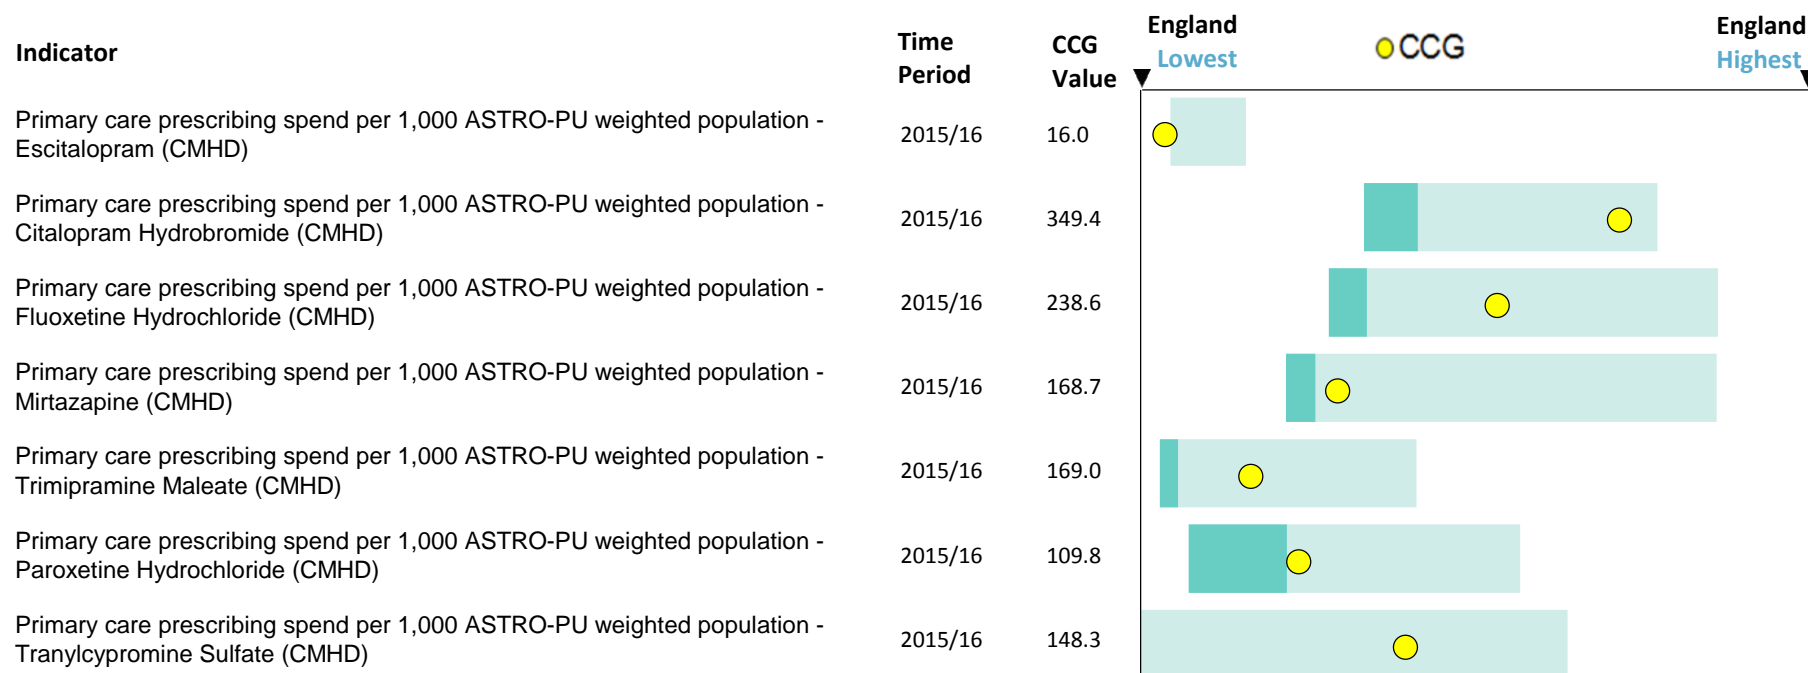 Indicator
Time
Period
CCG
Value
England
Lowest
CCG
England
Highest
Primary care prescribing spend per 1,000 ASTRO-PU weighted population -
Escitalopram (CMHD)
2015/16
16.0
Primary care prescribing spend per 1,000 ASTRO-PU weighted population -
Citalopram Hydrobromide (CMHD)
2015/16
349.4
Primary care prescribing spend per 1,000 ASTRO-PU weighted population -
Fluoxetine Hydrochloride (CMHD)
2015/16
238.6
Primary care prescribing spend per 1,000 ASTRO-PU weighted population -
Mirtazapine (CMHD)
2015/16
168.7
Primary care prescribing spend per 1,000 ASTRO-PU weighted population -
Trimipramine Maleate (CMHD)
2015/16
169.0
Primary care prescribing spend per 1,000 ASTRO-PU weighted population -
Paroxetine Hydrochloride (CMHD)
2015/16
109.8
Primary care prescribing spend per 1,000 ASTRO-PU weighted population -
Tranylcypromine Sulfate (CMHD)
2015/16
148.3